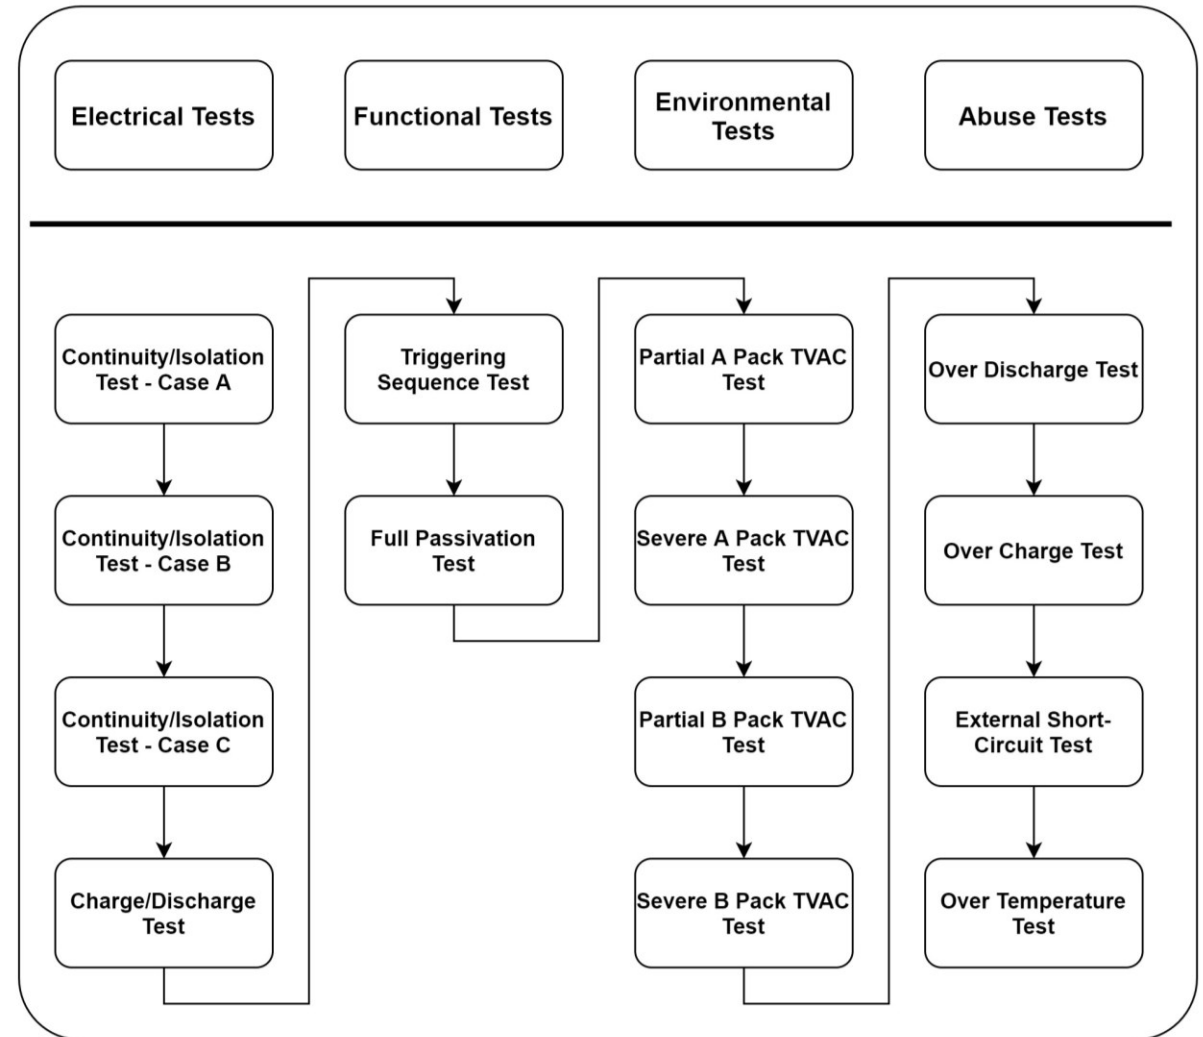 Electrical Tests
Functional Tests
Environmental
Tests
Abuse Tests
Continuity/Isolation
Test - Case A
Continuity/Isolation
Test - Case B
Continuity/Isolation
Test - Case C
Charge/Discharge
Test
Triggering
Sequence Test
Full Passivation
Test
Partial A Pack TVAC
Test
Severe A Pack TVAC
Test
Partial B Pack TVAC
Test
Severe B Pack TVAC
Test
Over Discharge Test
Over Charge Test
External Short-
Circuit Test
Over Temperature
Test